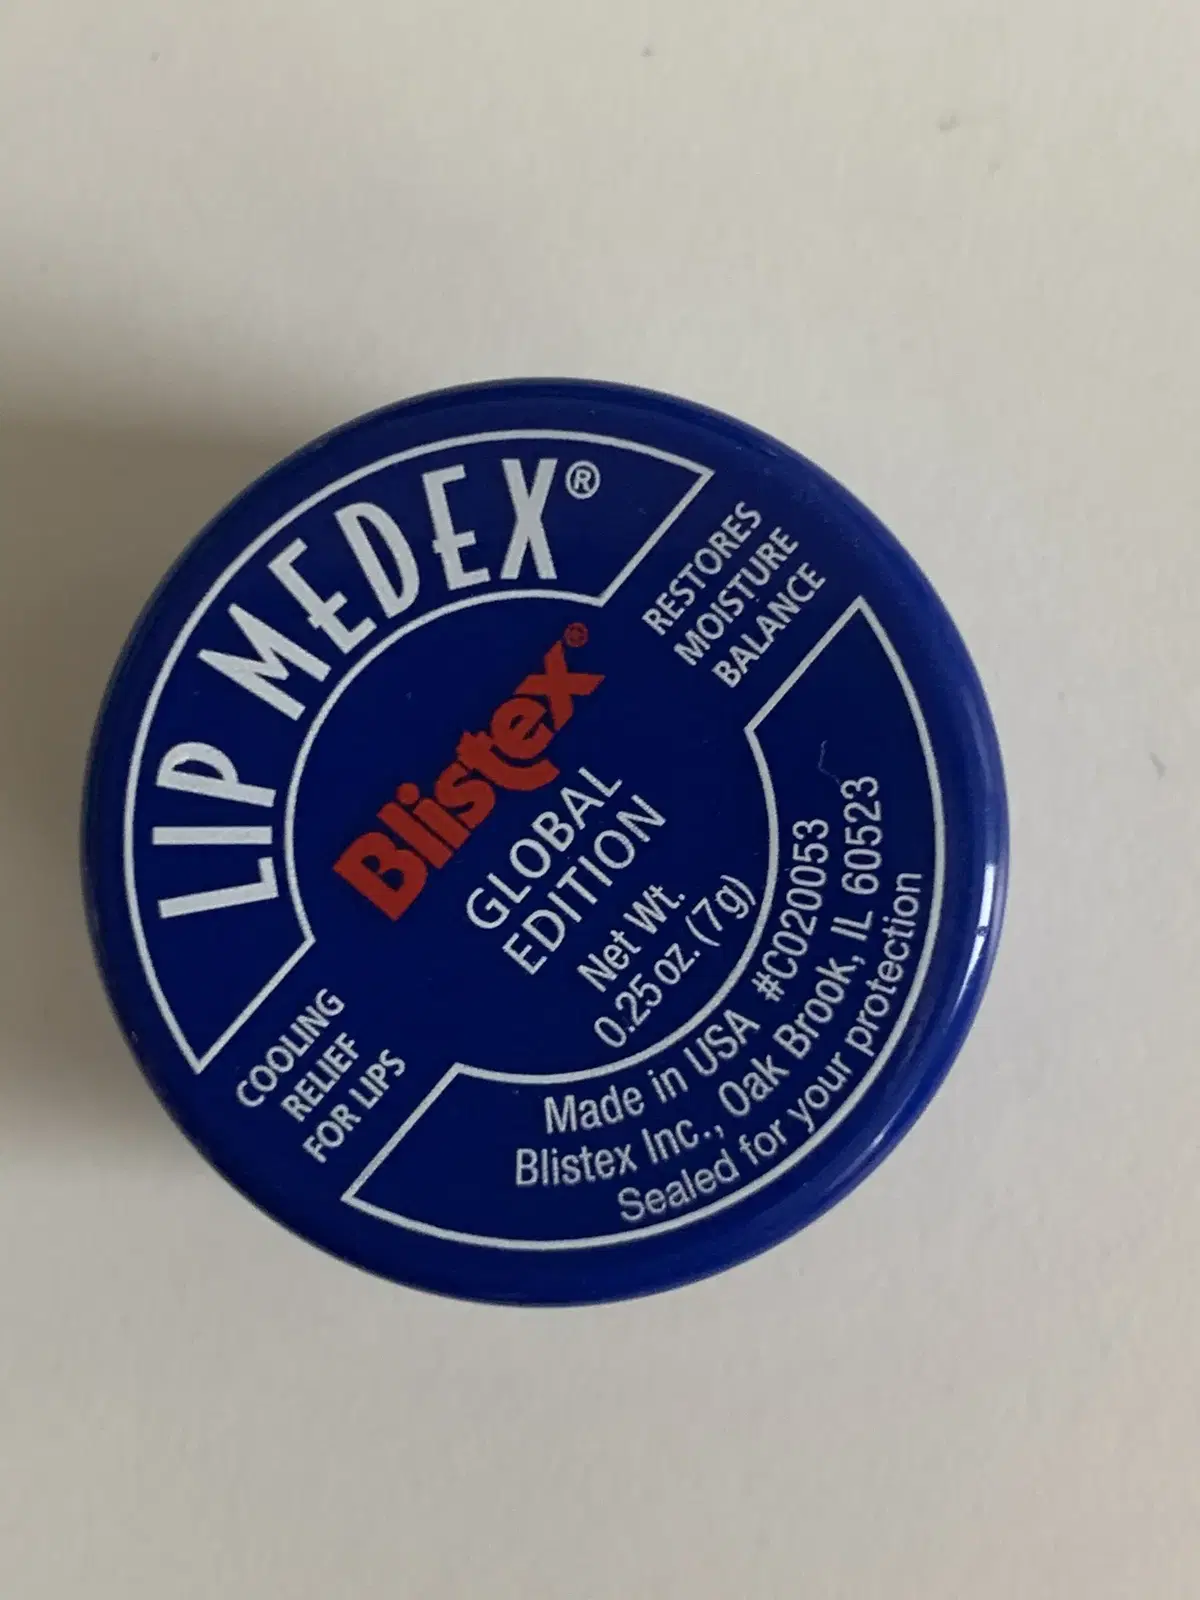 LIP MEDEX®
RESTORES
MOISTURE
BALANCE
Blistex®
GLOBAL
EDITION
Net Wt.
0.25 oz. (7g)
COOLING
RELIEF
FOR LIPS
Made in USA #C020053
Blistex Inc., Oak Brook, IL 60523
Sealed for your protection